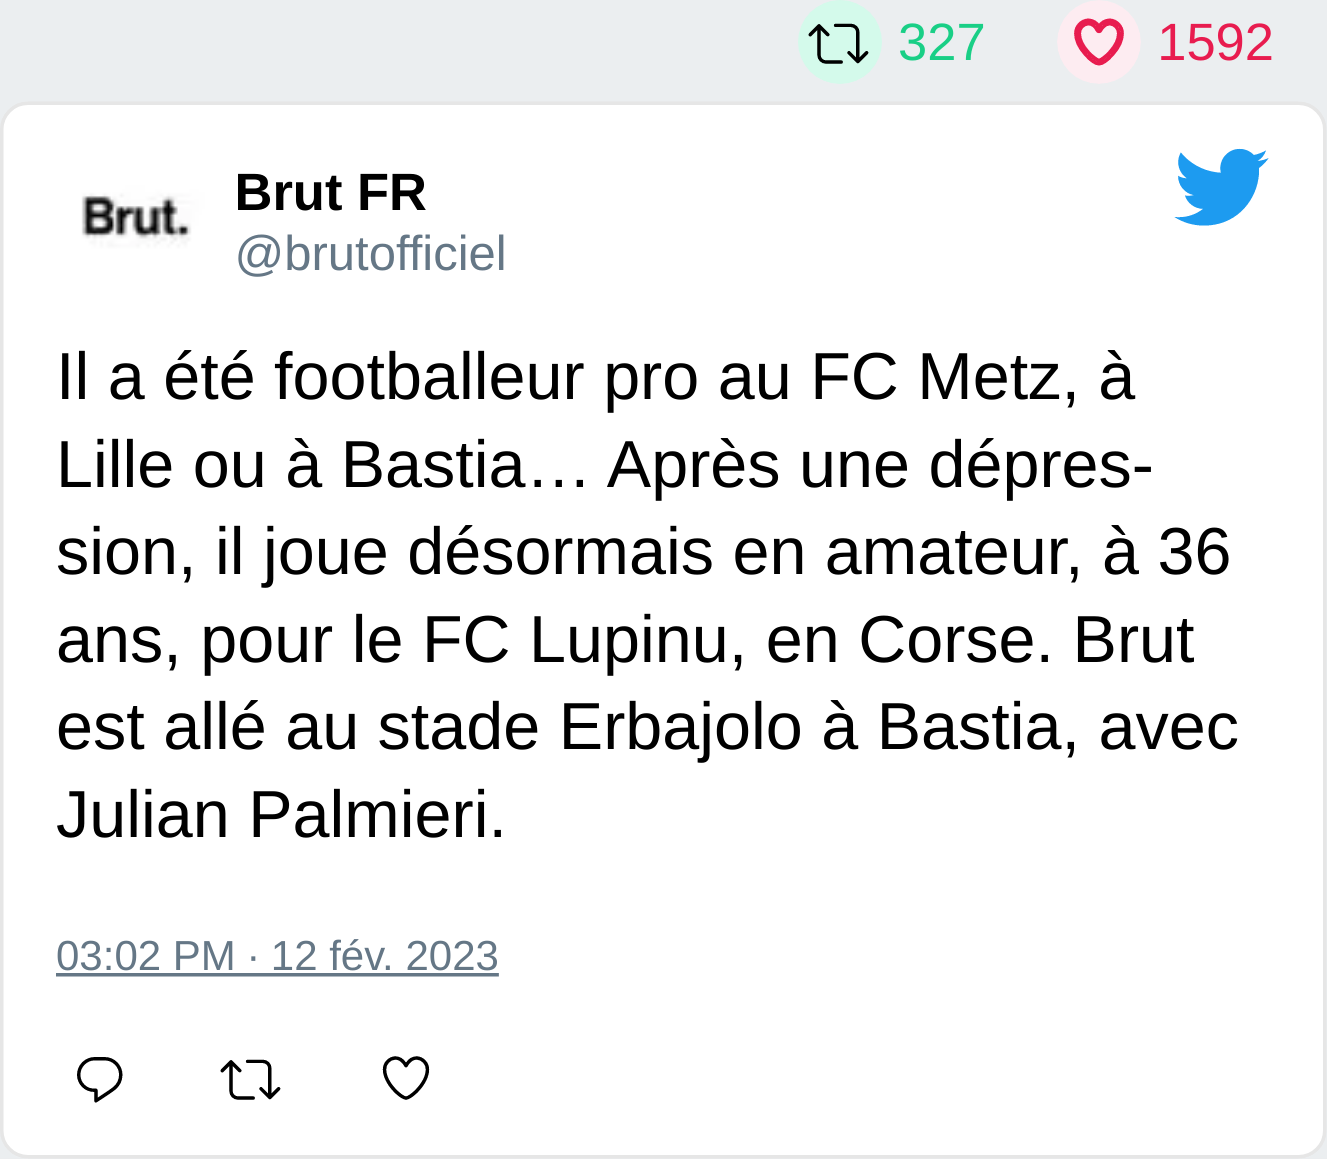 327 1592
Brut. Brut FR
@brutofficiel
Il a été footballeur pro au FC Metz, à
Lille ou à Bastia… Après une dépres-
sion, il joue désormais en amateur, à 36
ans, pour le FC Lupinu, en Corse. Brut
est allé au stade Erbajolo à Bastia, avec
Julian Palmieri.
03:02 PM · 12 fév. 2023